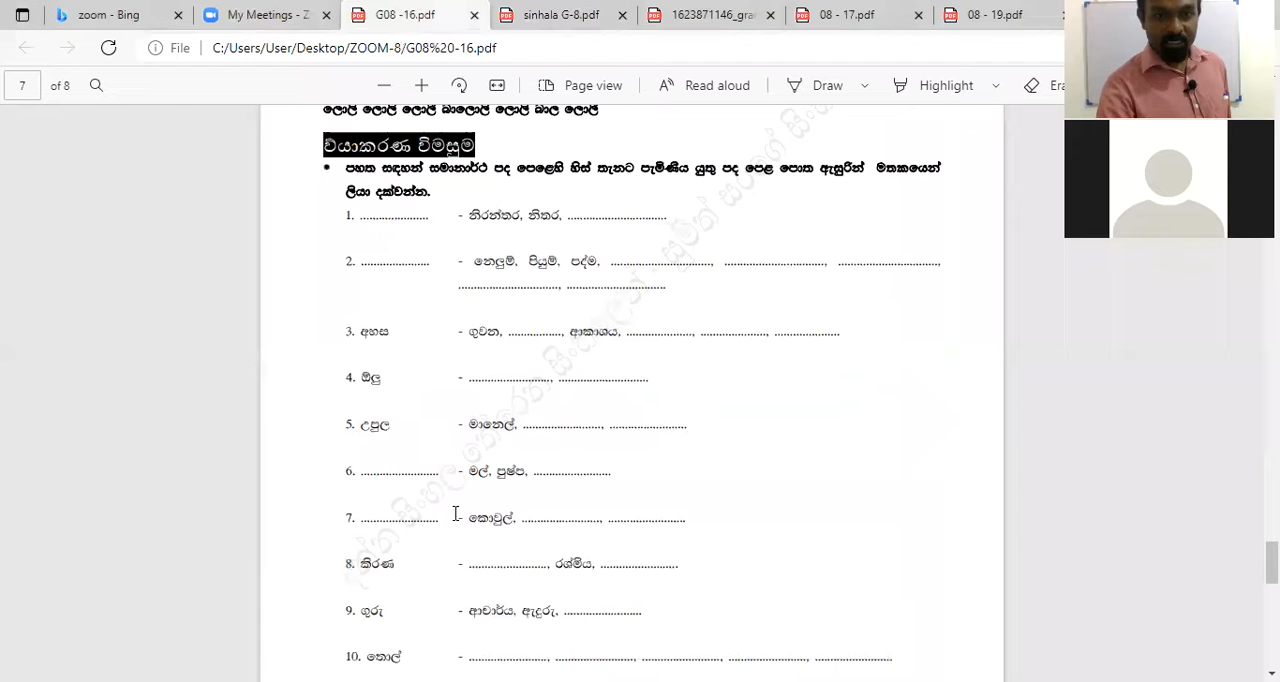 zoom - Bing
My Meetings - Z
G08 -16.pdf
sinhala G-8.pdf
1623871146_gra
08 - 17.pdf
08 - 19.pdf
File C:/Users/User/Desktop/ZOOM-8/G08%20-16.pdf
7 of 8 Page view Read aloud Draw Highlight Era
ලොලි ලොලි ලොලි බාලොලි ලොලි බාල ලොලි
ව්‍යාකරණ විමසුම
• පහත සඳහන් සමානාර්ථ පද පෙළෙහි හිස් තැනට පැමිණිය යුතු පද පෙළ පොත ඇසුරින් මතකයෙන්
ලියා දක්වන්න.
1. ....................... - නිරන්තර, නිතර, .................................
2. ....................... - නෙලුම්, පියුම්, පද්ම, .................................., .................................., ..................................,
.................................., .................................
3. අහස - ගුවන, .................., ආකාශය, ......................, ......................, ......................
4. ඕලු - ..........................., ..............................
5. උපුල - මානෙල්, .........................., ..........................
6. .......................... - මල්, පුෂ්ප, ..........................
7. .......................... - කොවුල්, .........................., ..........................
8. කිරණ - .........................., රශ්මිය, ..........................
9. ගුරු - ආචාර්ය, ඇදුරු, ..........................
10. තොල් - .........................., .........................., .........................., .........................., ..........................